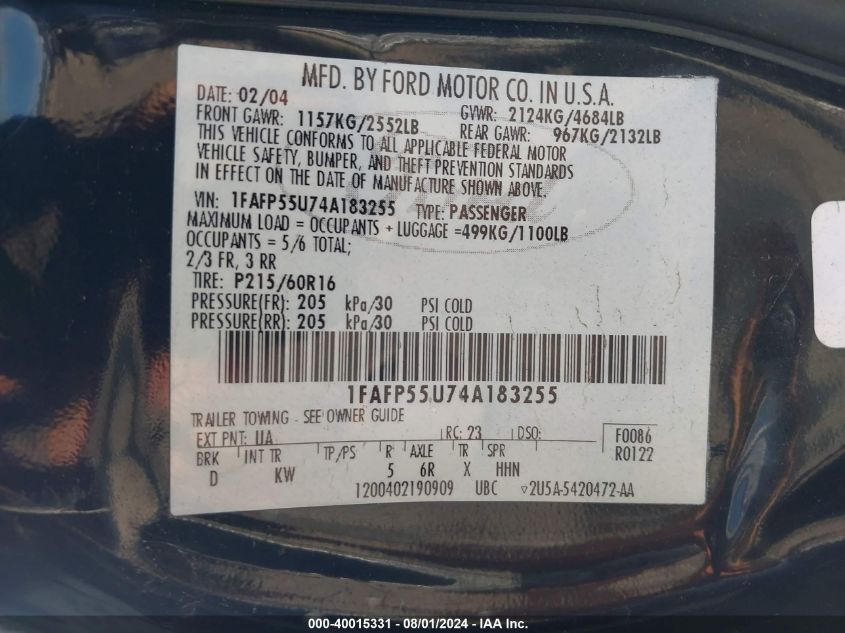 MFD. BY FORD MOTOR CO. IN U.S.A.
DATE: 02/04 GVWR: 2124KG/4684LB
FRONT GAWR: 1157KG/2552LB REAR GAWR: 967KG/2132LB
THIS VEHICLE CONFORMS TO ALL APPLICABLE FEDERAL MOTOR
VEHICLE SAFETY, BUMPER, AND THEFT PREVENTION STANDARDS
IN EFFECT ON THE DATE OF MANUFACTURE SHOWN ABOVE.
VIN: 1FAFP55U74A183255 TYPE: PASSENGER
MAXIMUM LOAD = OCCUPANTS + LUGGAGE =499KG/1100LB
OCCUPANTS = 5/6 TOTAL;
2/3 FR, 3 RR
TIRE: P215/60R16
PRESSURE(FR): 205 kPa/30 PSI COLD
PRESSURE(RR): 205 kPa/30 PSI COLD
1FAFP55U74A183255
TRAILER TOWING - SEE OWNER GUIDE
EXT PNT: UA RC: 23 DSO: F0086
BRK INT TR TP/PS R AXLE TR SPR R0122
D KW 5 6R X HHN
1200402190909 UBC ▽2U5A-5420472-AA
000-40015331 - 08/01/2024 - IAA Inc.